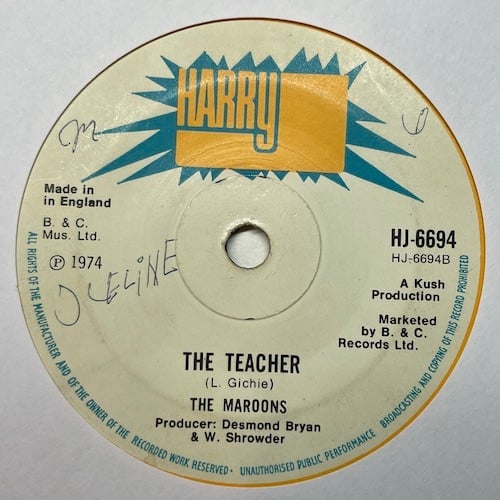 HARRY
Made in
in England
B. & C.
Mus. Ltd.
℗ 1974
HJ-6694
HJ-6694B
A Kush
Production
Marketed
by B. & C.
Records Ltd.
THE TEACHER
(L. Gichie)
THE MAROONS
Producer: Desmond Bryan
& W. Shrowder
ALL RIGHTS OF THE MANUFACTURER AND OF THE OWNER OF THE RECORDED WORK RESERVED · UNAUTHORISED PUBLIC PERFORMANCE BROADCASTING AND COPYING OF THIS RECORD PROHIBITED